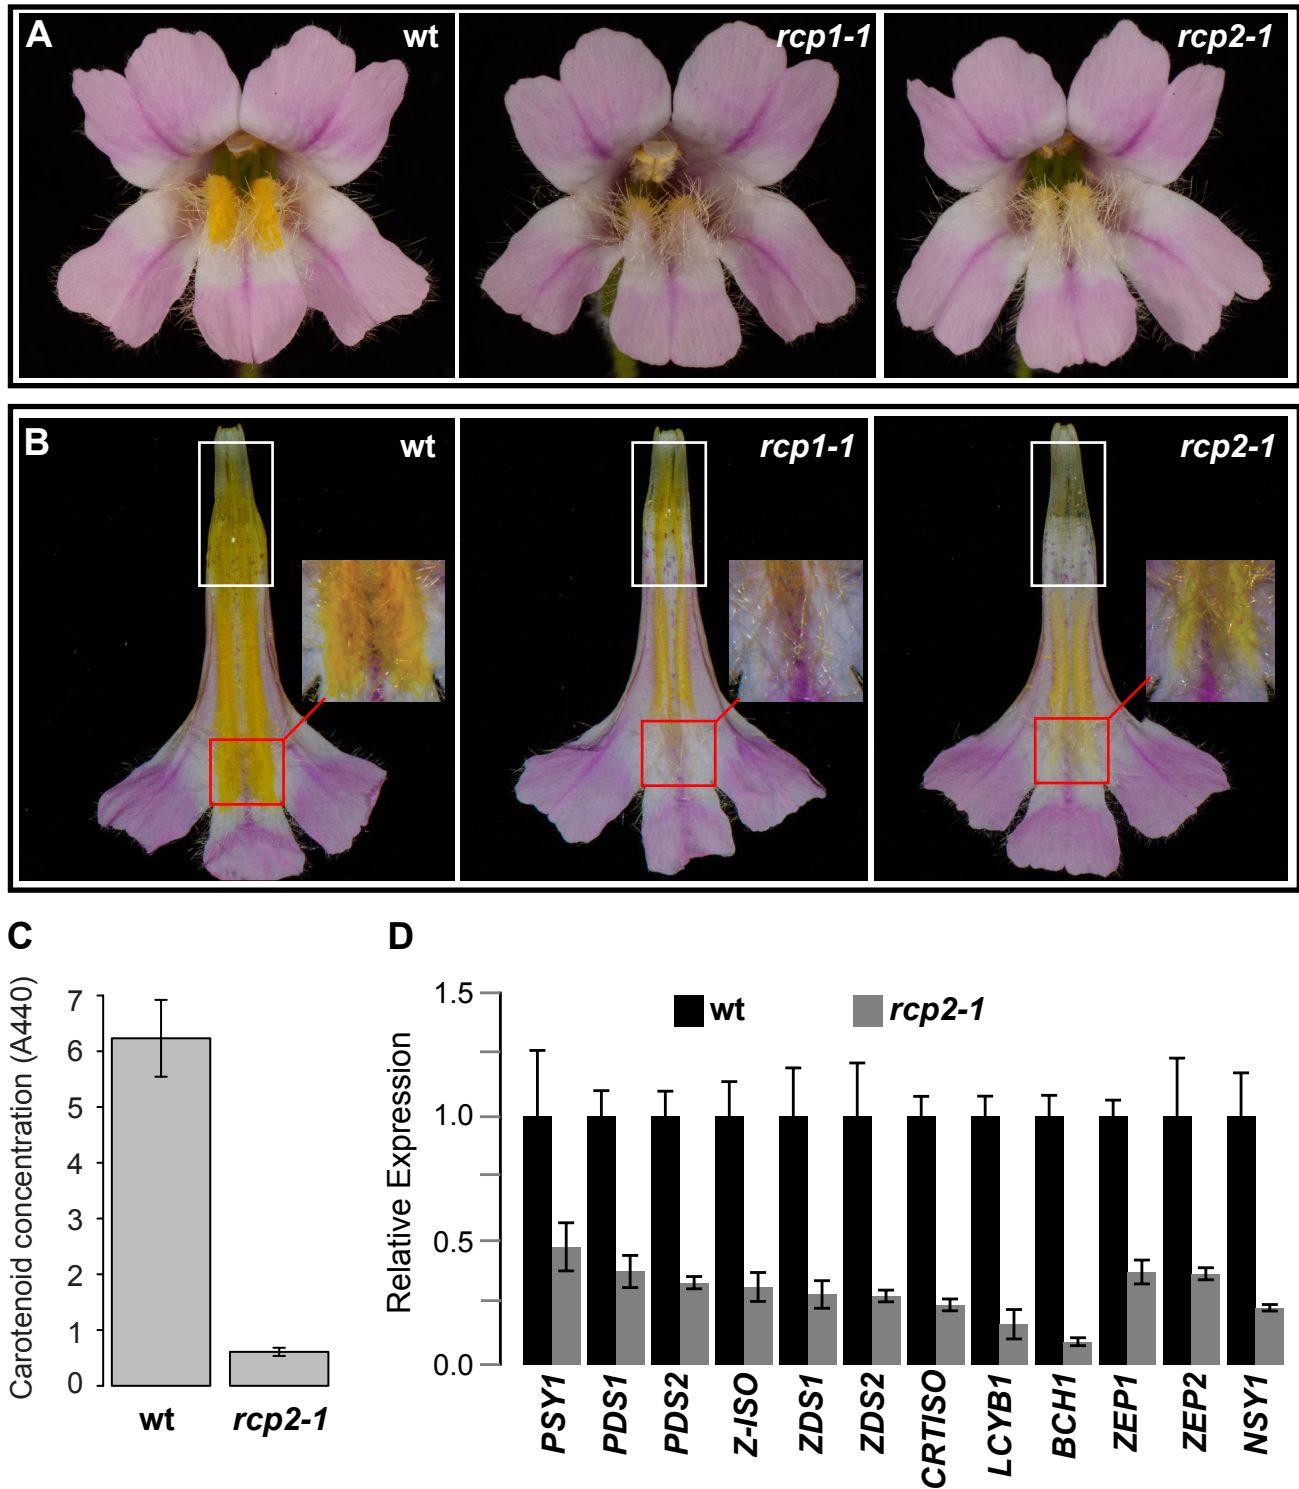 A
wt
rcp1-1
rcp2-1
B
wt
rcp1-1
rcp2-1
C
Carotenoid concentration (A440)
7
6
5
4
3
2
1
0
wt
rcp2-1
D
Relative Expression
1.5
1.0
0.5
0.0
wt
rcp2-1
PSY1
PDS1
PDS2
Z-ISO
ZDS1
ZDS2
CRTISO
LCYB1
BCH1
ZEP1
ZEP2
NSY1